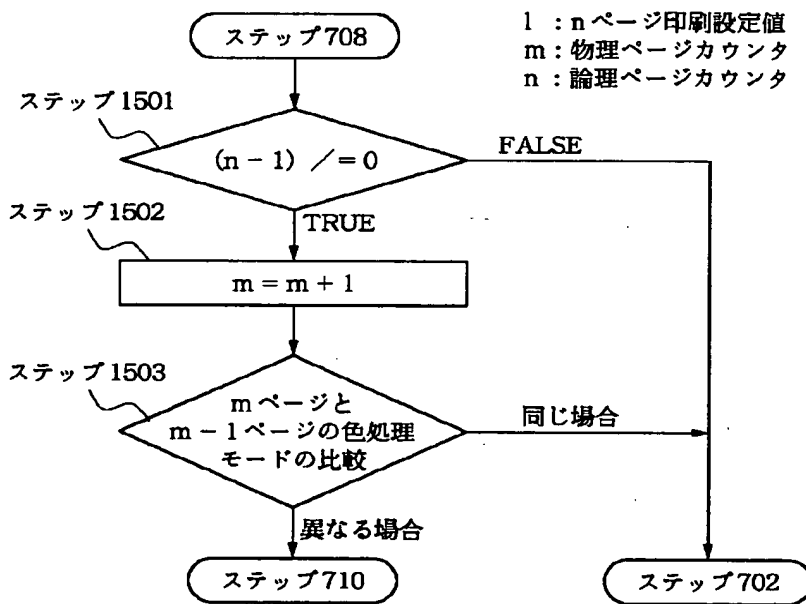 ステップ708
l : nページ印刷設定値
m : 物理ページカウンタ
n : 論理ページカウンタ
ステップ1501
(n - 1) ／= 0
FALSE
TRUE
ステップ1502
m = m + 1
ステップ1503
mページと
m - 1ページの色処理
モードの比較
同じ場合
異なる場合
ステップ710
ステップ702